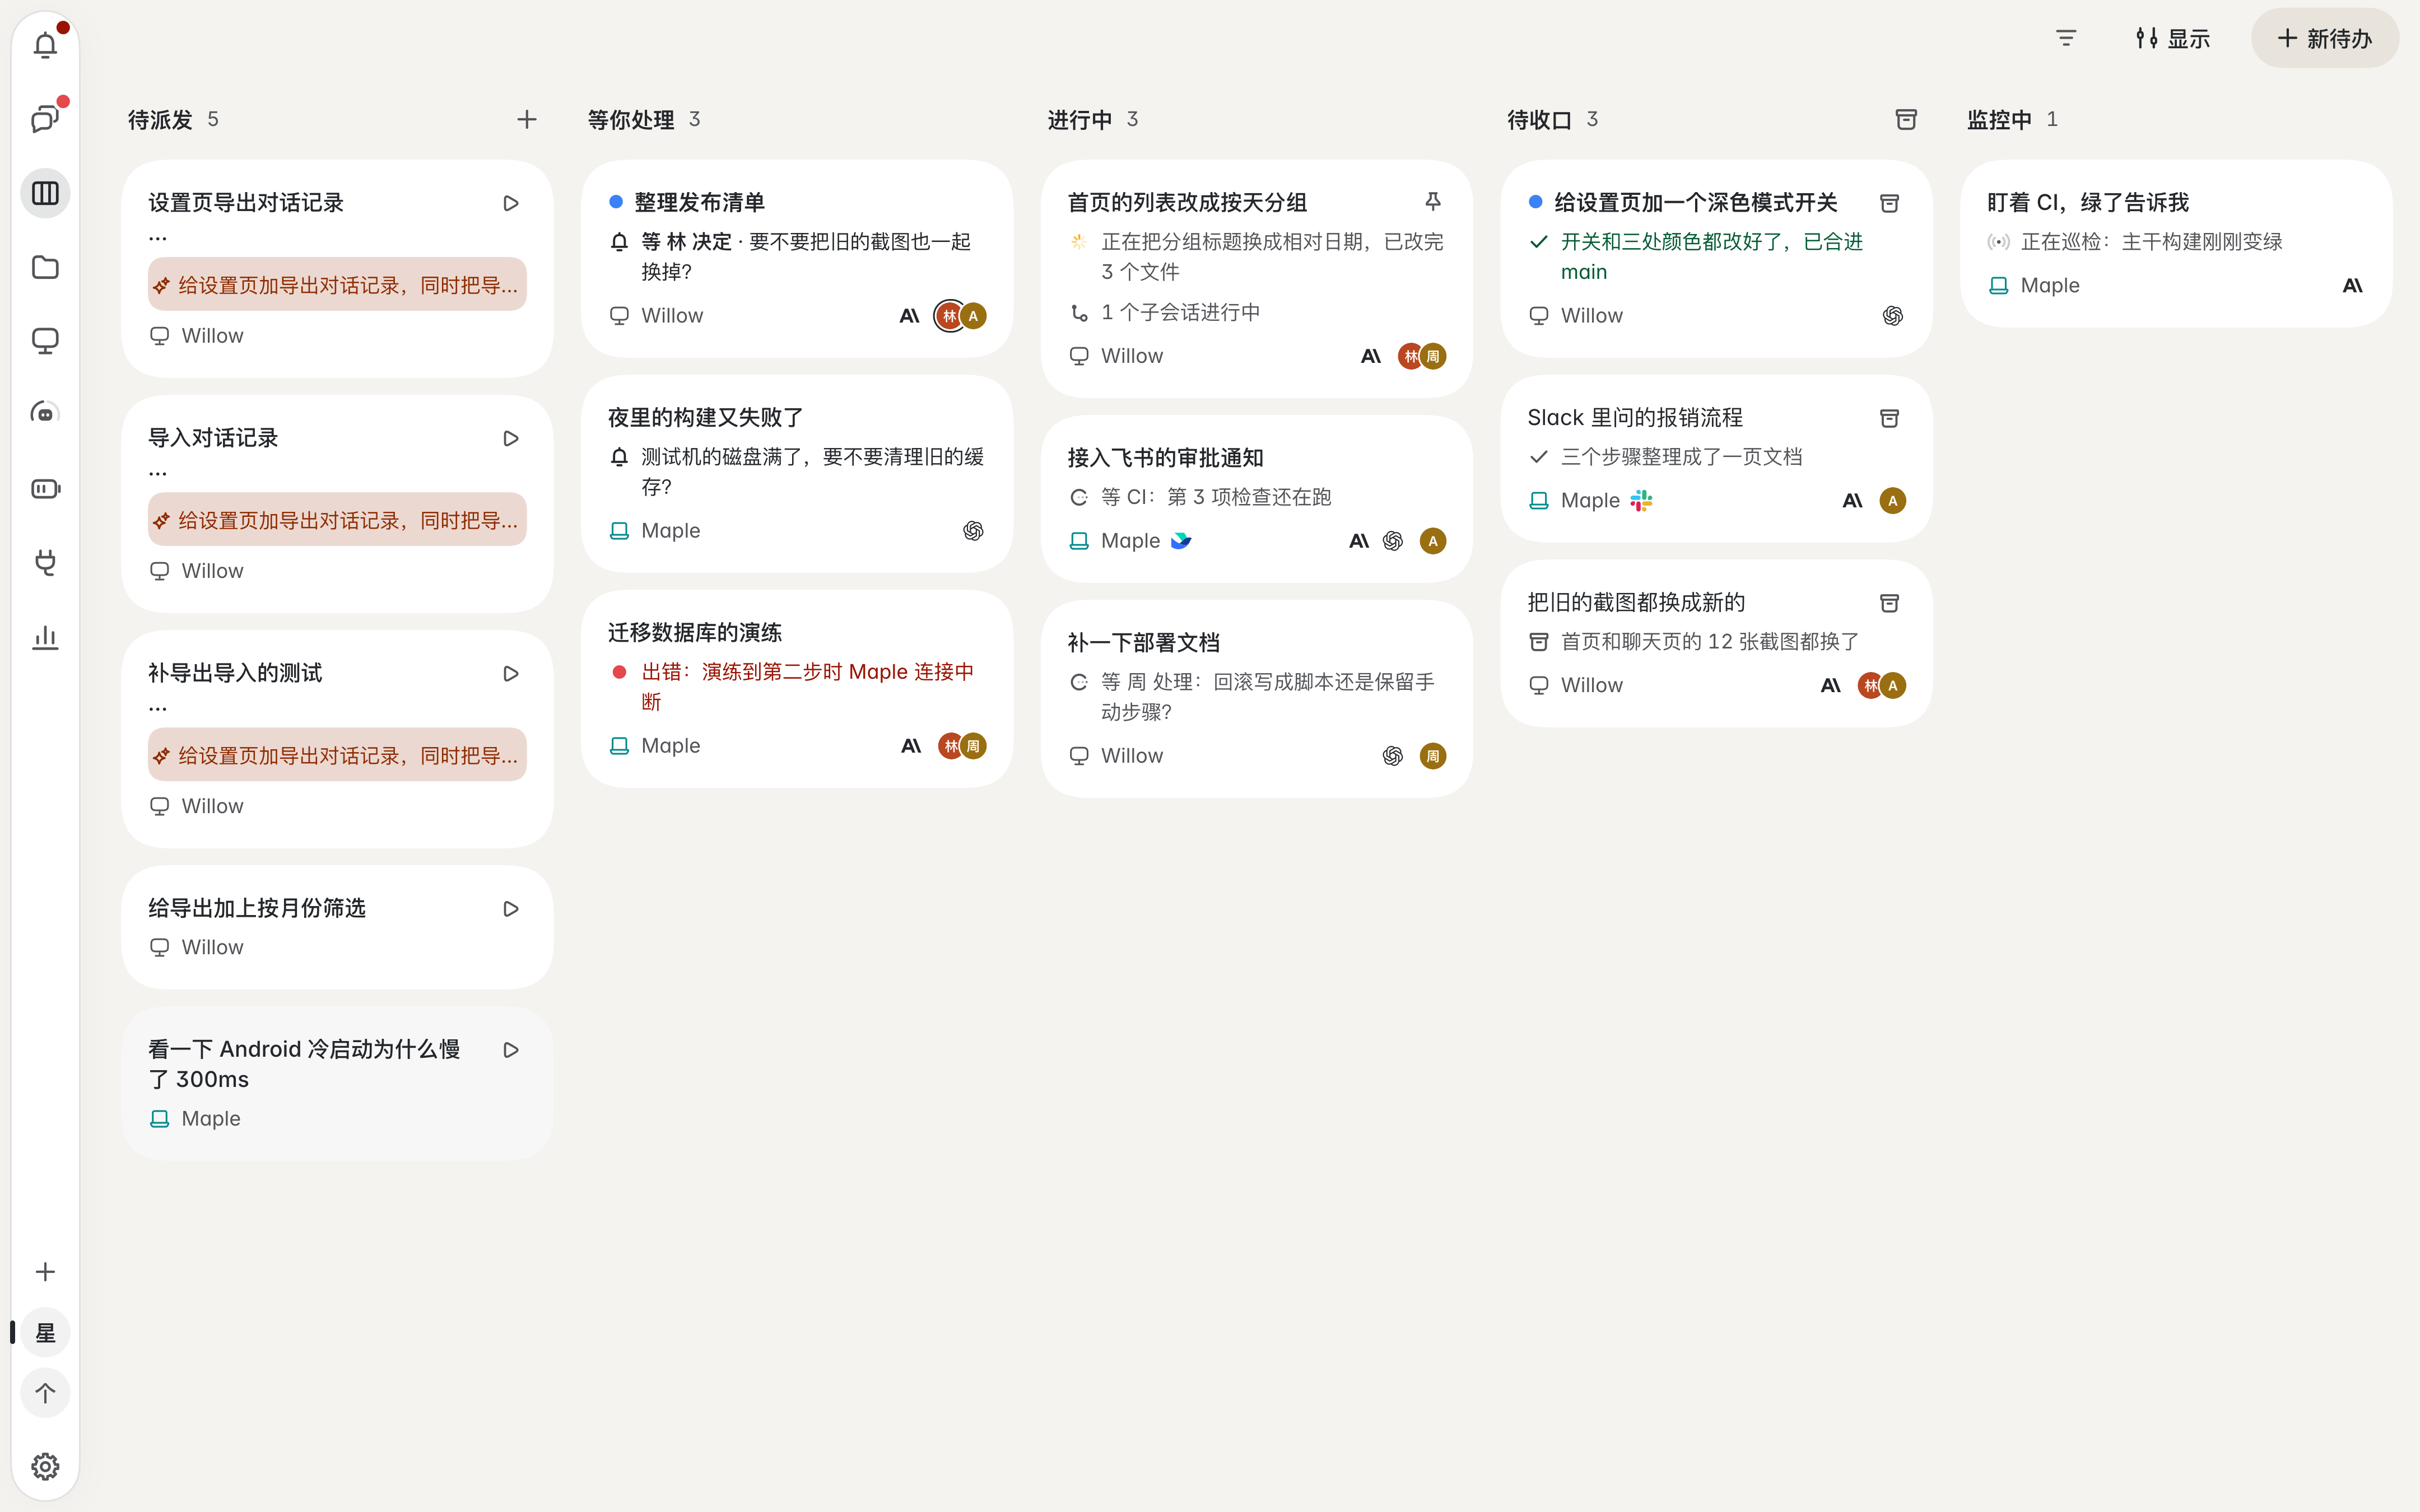 显示
新待办
待派发 5
设置页导出对话记录
...
给设置页加导出对话记录，同时把导...
Willow
导入对话记录
...
给设置页加导出对话记录，同时把导...
Willow
补导出导入的测试
...
给设置页加导出对话记录，同时把导...
Willow
给导出加上按月份筛选
Willow
看一下 Android 冷启动为什么慢
了 300ms
Maple
等你处理 3
整理发布清单
等 林 决定 · 要不要把旧的截图也一起
换掉？
Willow
林 A
夜里的构建又失败了
测试机的磁盘满了，要不要清理旧的缓
存？
Maple
迁移数据库的演练
出错：演练到第二步时 Maple 连接中
断
Maple
林 周
进行中 3
首页的列表改成按天分组
正在把分组标题换成相对日期，已改完
3 个文件
1 个子会话进行中
Willow
林 周
接入飞书的审批通知
等 CI：第 3 项检查还在跑
Maple
A
补一下部署文档
等 周 处理：回滚写成脚本还是保留手
动步骤？
Willow
周
待收口 3
给设置页加一个深色模式开关
开关和三处颜色都改好了，已合进
main
Willow
Slack 里问的报销流程
三个步骤整理成了一页文档
Maple
A
把旧的截图都换成新的
首页和聊天页的 12 张截图都换了
Willow
林 A
监控中 1
盯着 CI，绿了告诉我
正在巡检：主干构建刚刚变绿
Maple
星
个